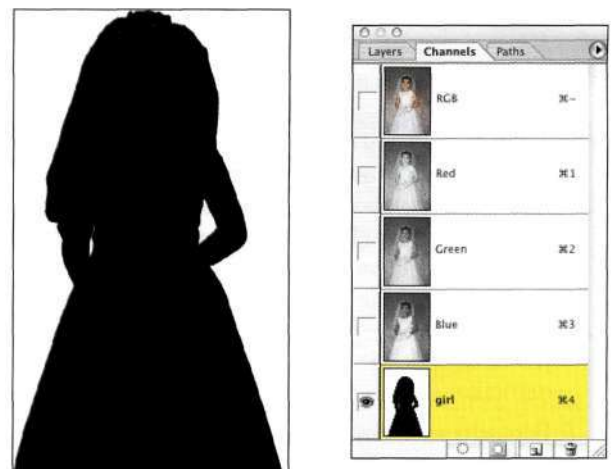 Layers Channels Paths
RGB ⌘~
Red ⌘1
Green ⌘2
Blue ⌘3
girl ⌘4